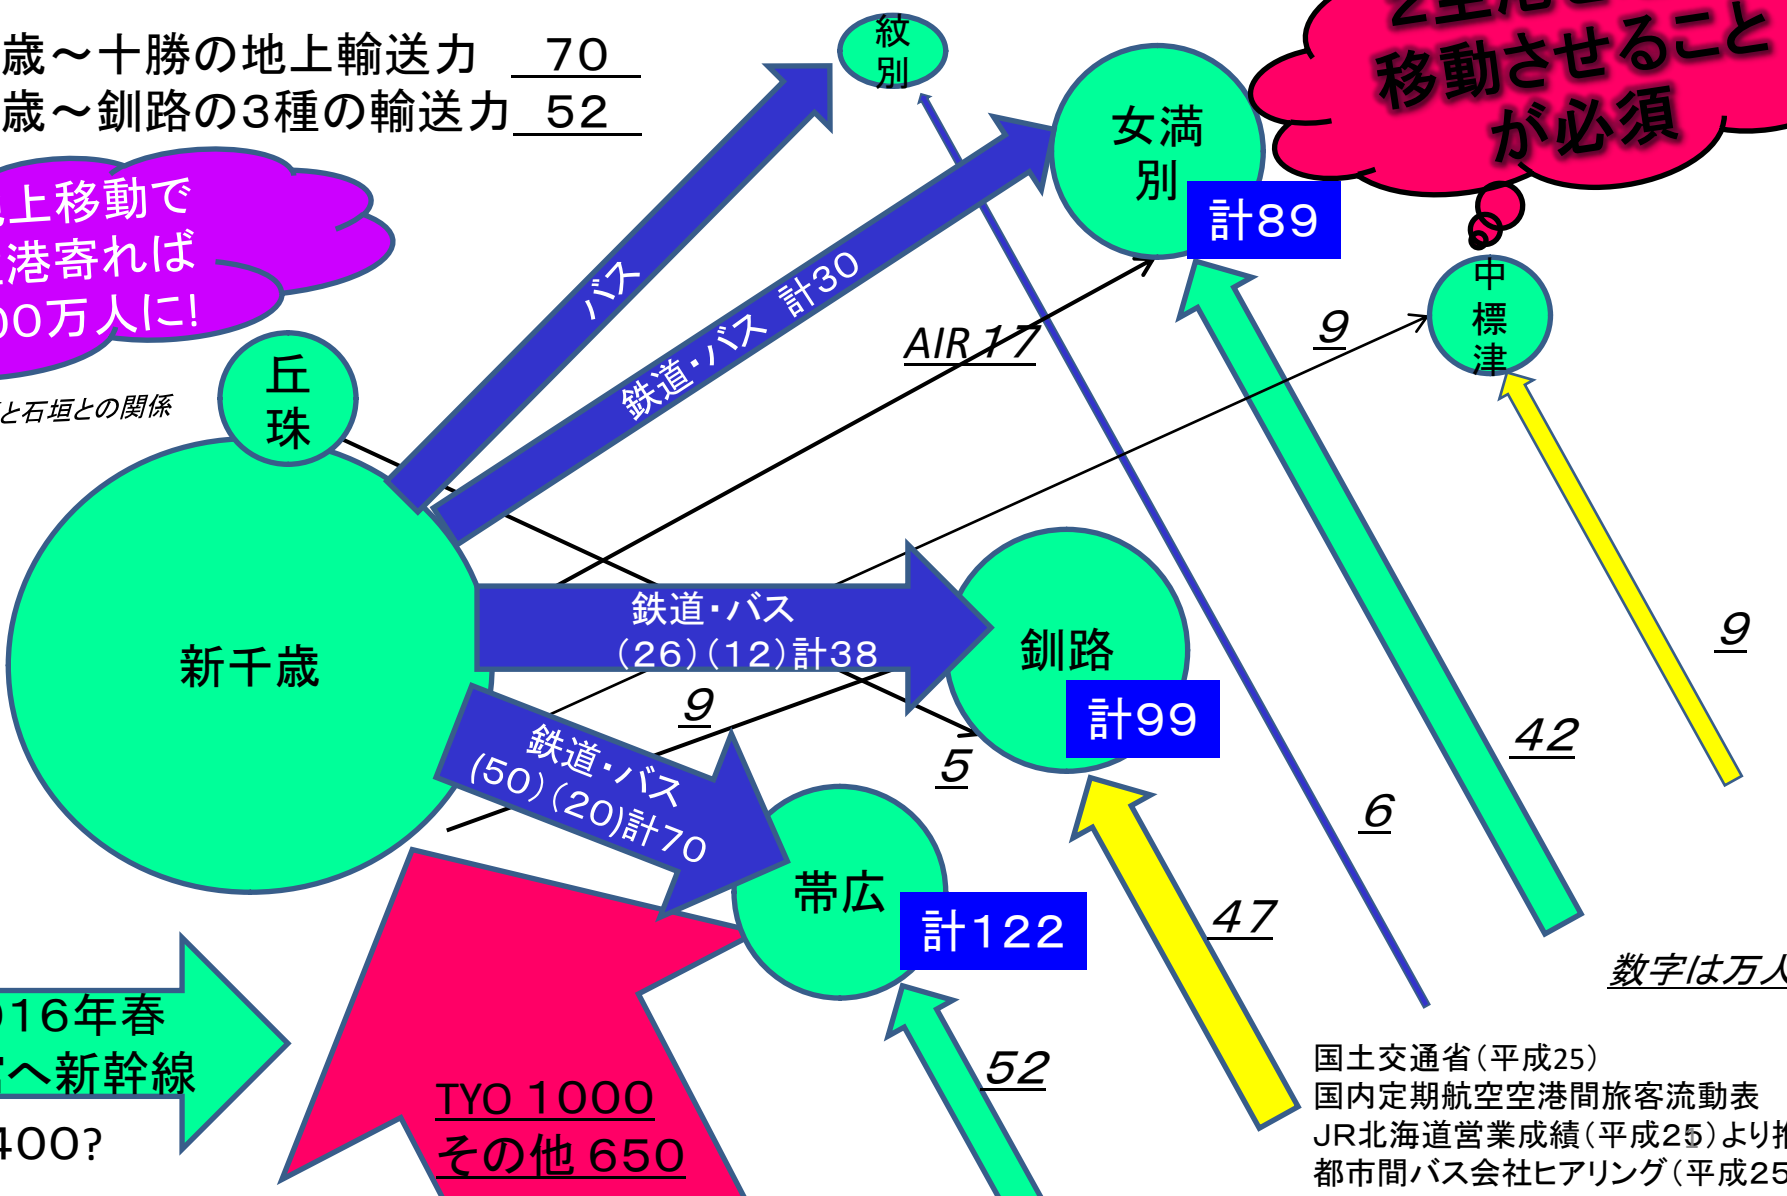 歳～十勝の地上輸送力　70
歳～釧路の3種の輸送力　52
2空港と
移動させること
が必須
地上移動で
港寄れば
00万人に!
と石垣との関係
紋
別
女満
別
計89
中
標
津
丘
珠
バス
鉄道・バス　計30
AIR 17
9
新千歳
鉄道・バス
(26)(12)計38
釧路
計99
9
5
鉄道・バス
(50)(20)計70
帯広
計122
9
42
6
47
52
数字は万人
016年春
へ新幹線
400?
TYO 1000
その他 650
国土交通省(平成25)
国内定期航空空港間旅客流動表
JR北海道営業成績(平成25)より推
都市間バス会社ヒアリング(平成25